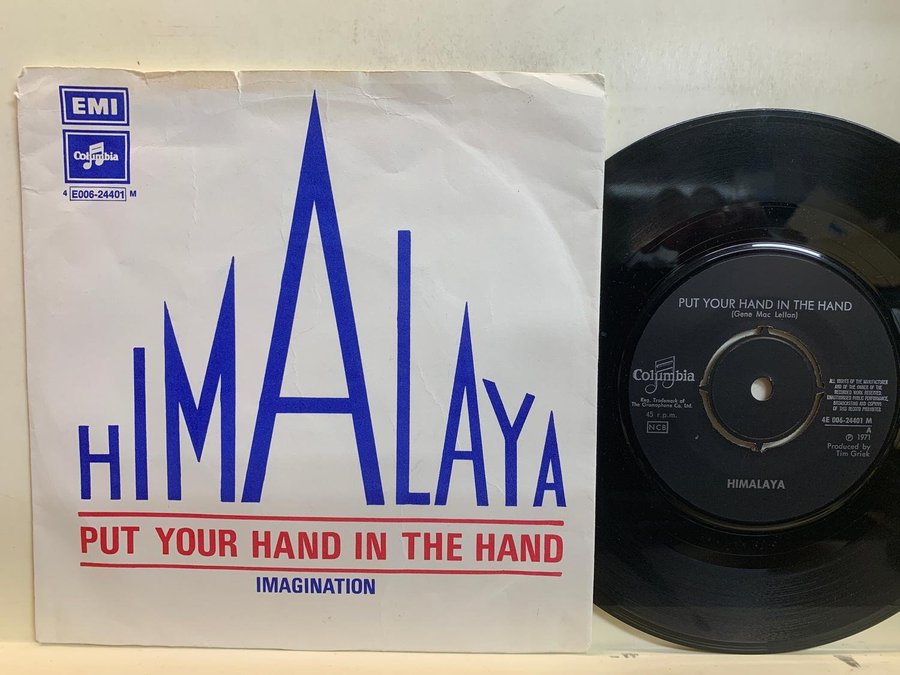 EMI
Columbia
4 E006-24401 M
HIMALAYA
PUT YOUR HAND IN THE HAND
IMAGINATION
PUT YOUR HAND IN THE HAND
(Gene Mac Lellon)
Columbia
Reg. Trademark of
The Gramophone Co. Ltd.
45 r.p.m.
NCB
ALL RIGHTS OF THE MANUFACTURER
AND OF THE OWNER OF THE
RECORDED WORK RESERVED.
UNAUTHORISED PUBLIC PERFORMANCE,
BROADCASTING AND COPYING
OF THIS RECORD PROHIBITED
4E 006-24401 M
A
℗ 1971
Produced by
Tim Griek
HIMALAYA